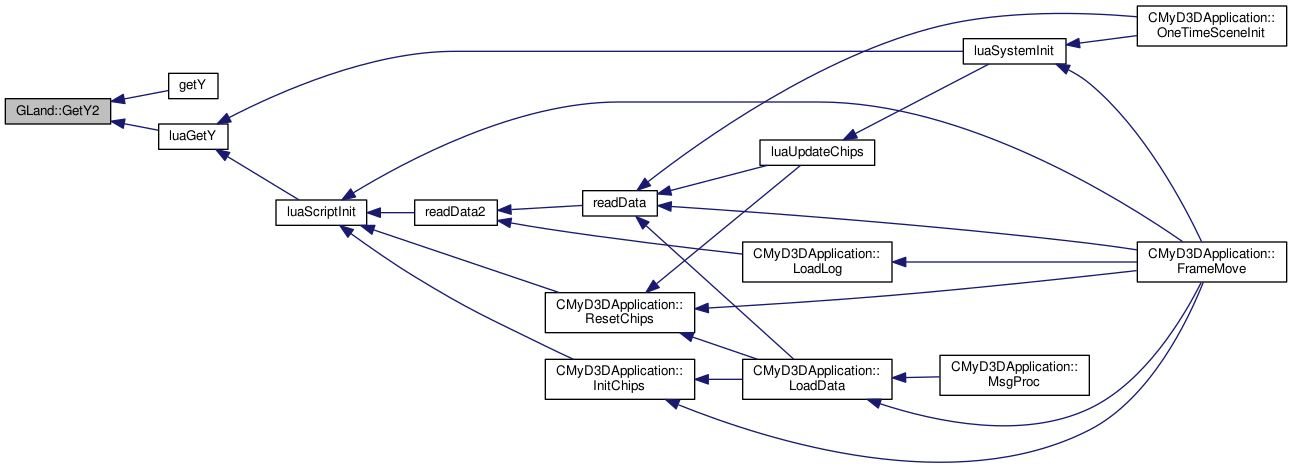 CMyD3DApplication::
OneTimeSceneInit
luaSystemInit
getY
GLand::GetY2
luaGetY
luaUpdateChips
readData
luaScriptInit
readData2
CMyD3DApplication::
LoadLog
CMyD3DApplication::
FrameMove
CMyD3DApplication::
ResetChips
CMyD3DApplication::
MsgProc
CMyD3DApplication::
InitChips
CMyD3DApplication::
LoadData